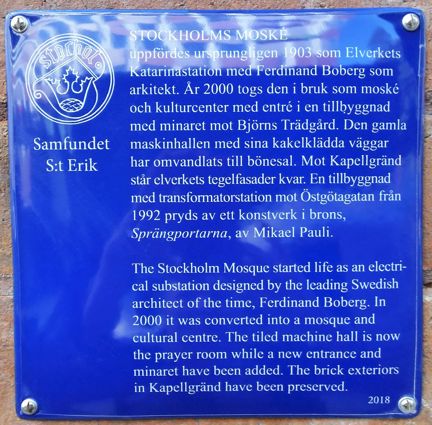 STOCKHOLMS MOSKÉ
uppfördes ursprungligen 1903 som Elverkets
Katarinastation med Ferdinand Boberg som
arkitekt. År 2000 togs den i bruk som moské
och kulturcenter med entré i en tillbyggnad
med minaret mot Björns Trädgård. Den gamla
maskinhallen med sina kakelklädda väggar
har omvandlats till bönesal. Mot Kapellgränd
står elverkets tegelfasader kvar. En tillbyggnad
med transformatorstation mot Östgötagatan från
1992 pryds av ett konstverk i brons,
Sprängportarna, av Mikael Pauli.
The Stockholm Mosque started life as an electri-
cal substation designed by the leading Swedish
architect of the time, Ferdinand Boberg. In
2000 it was converted into a mosque and
cultural centre. The tiled machine hall is now
the prayer room while a new entrance and
minaret have been added. The brick exteriors
in Kapellgränd have been preserved.
2018
Stochol
Samfundet
S:t Erik